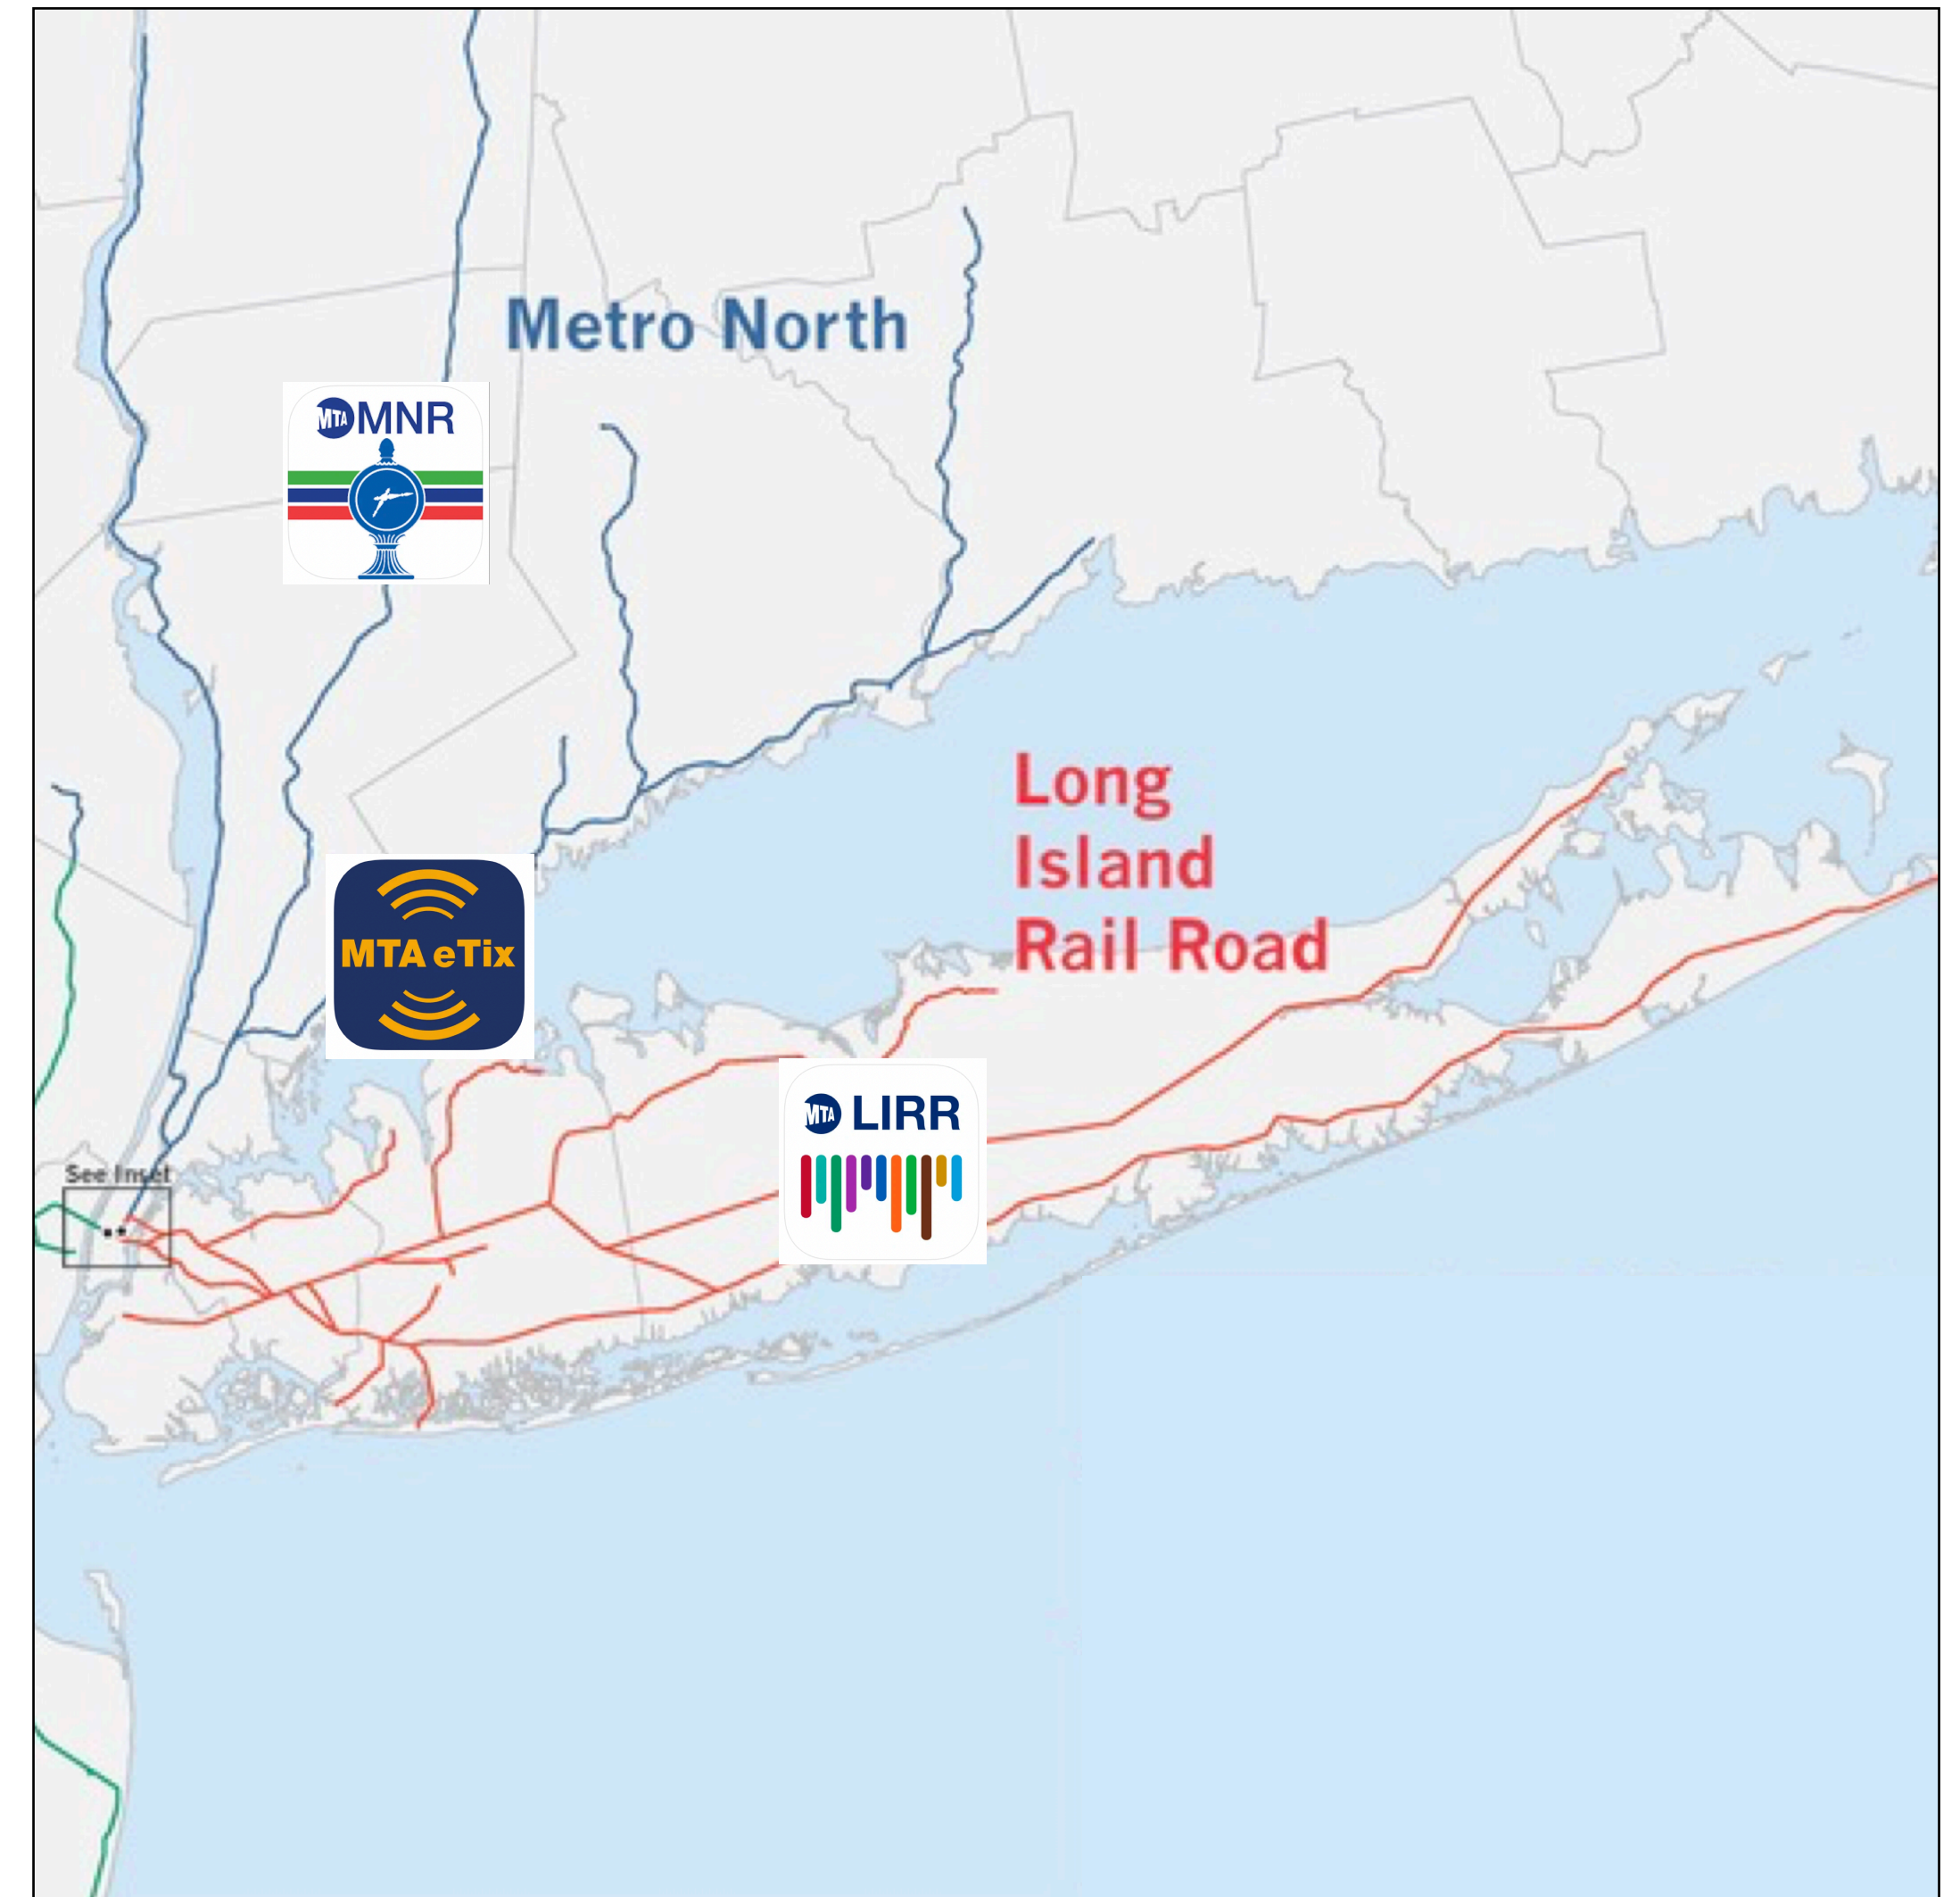 Metro North
MTA MNR
Long
Island
Rail Road
MTA eTix
MTA LIRR
See Inset